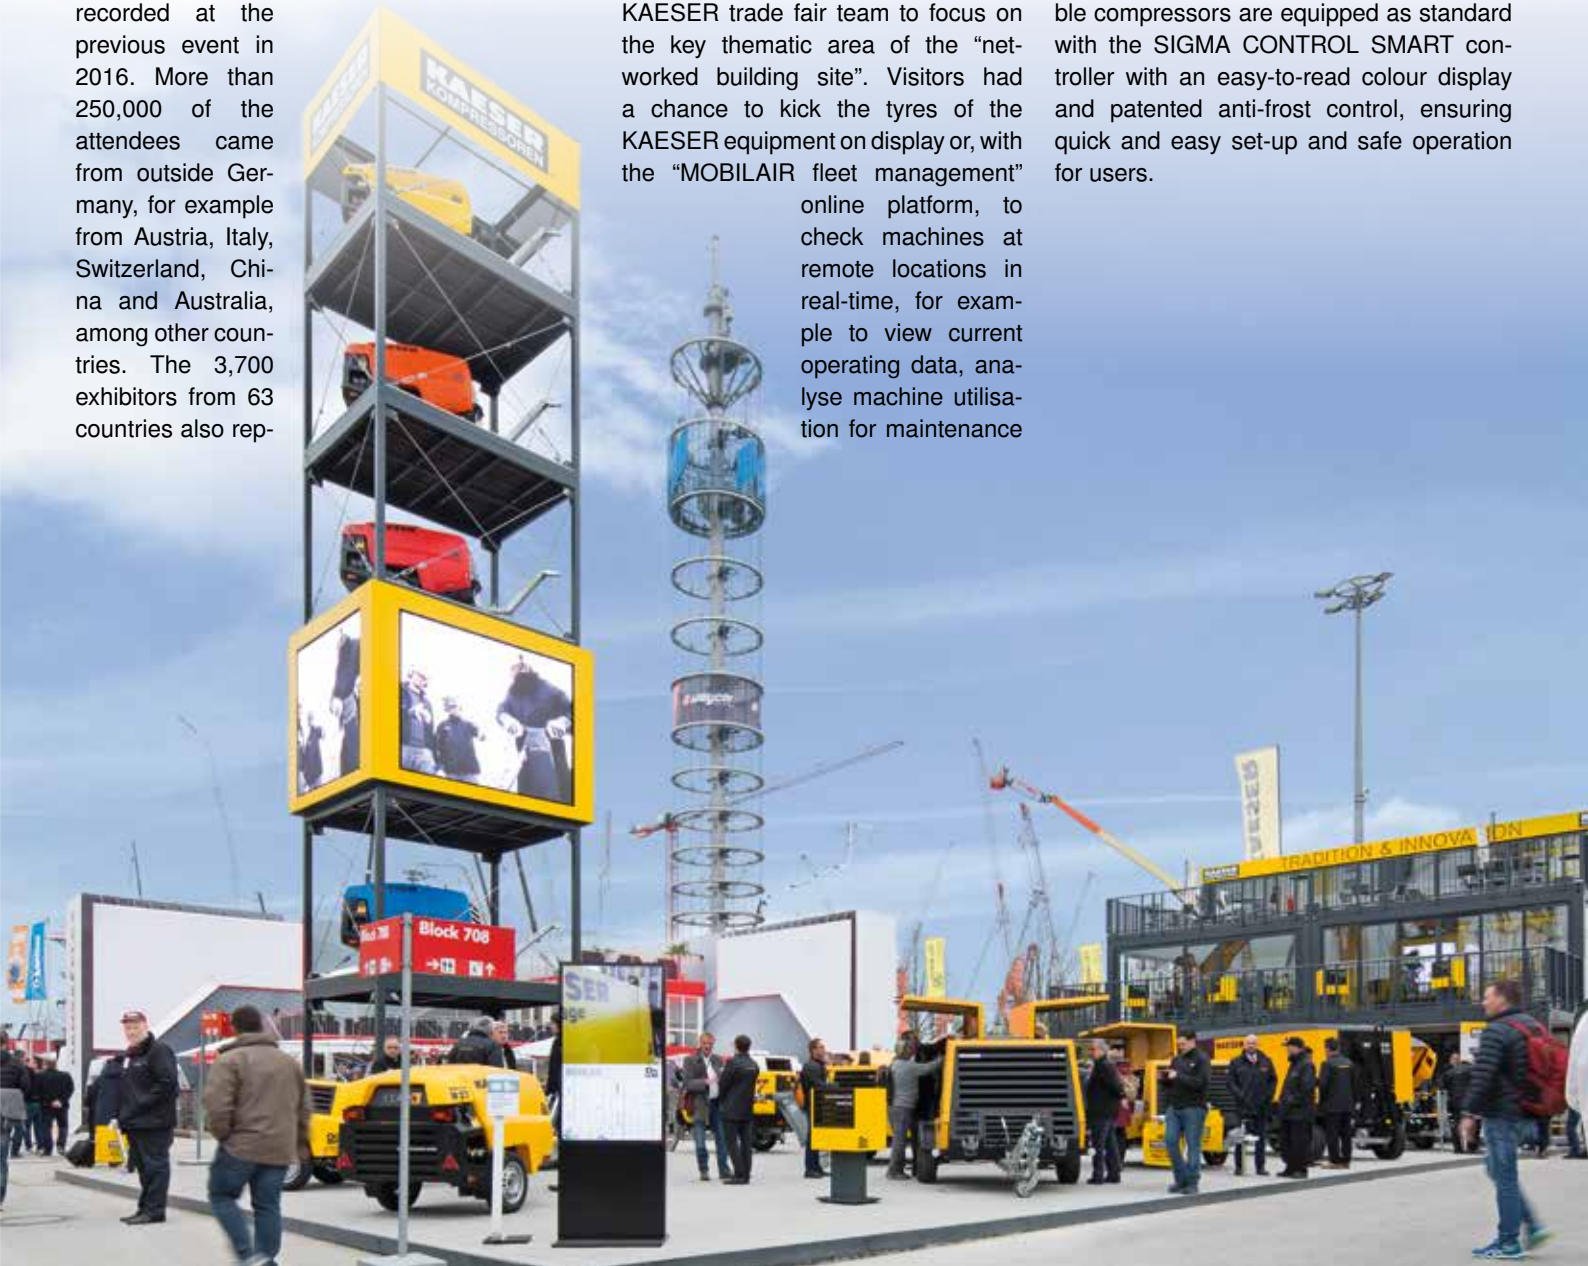 recorded at the
previous event in
2016. More than
250,000 of the
attendees came
from outside Ger-
many, for example
from Austria, Italy,
Switzerland, Chi-
na and Australia,
among other coun-
tries. The 3,700
exhibitors from 63
countries also rep-
KAESER trade fair team to focus on
the key thematic area of the “net-
worked building site”. Visitors had
a chance to kick the tyres of the
KAESER equipment on display or, with
the “MOBILAIR fleet management”
online platform, to
check machines at
remote locations in
real-time, for exam-
ple to view current
operating data, ana-
lyse machine utilisa-
tion for maintenance
ble compressors are equipped as standard
with the SIGMA CONTROL SMART con-
troller with an easy-to-read colour display
and patented anti-frost control, ensuring
quick and easy set-up and safe operation
for users.
KAESER
KOMPRESSOREN
KAESER
Block 708
KAESER
TRADITION & INNOVATION
KAESER
SER